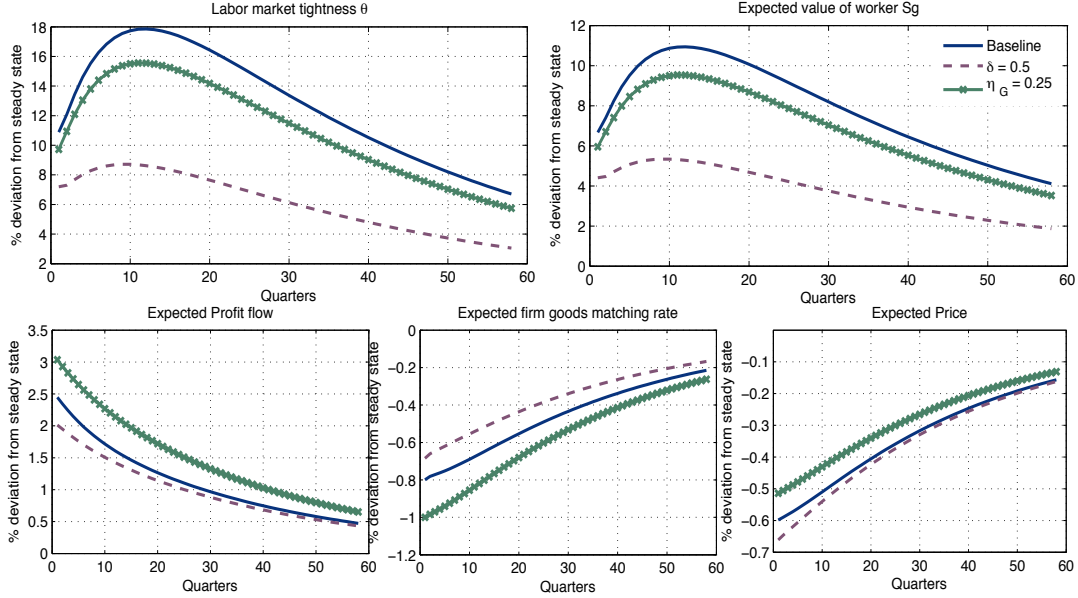 Labor market tightness θ
% deviation from steady state
18
16
14
12
10
8
6
4
2
0 10 20 30 40 50 60
Quarters
Expected value of worker Sg
% deviation from steady state
12
10
8
6
4
2
0
0 10 20 30 40 50 60
Quarters
Baseline
δ = 0.5
η G = 0.25
Expected Profit flow
% deviation from steady state
3.5
3
2.5
2
1.5
1
0.5
0
0 10 20 30 40 50 60
Quarters
Expected firm goods matching rate
% deviation from steady state
0
−0.2
−0.4
−0.6
−0.8
−1
−1.2
0 10 20 30 40 50 60
Quarters
Expected Price
% deviation from steady state
−0.1
−0.2
−0.3
−0.4
−0.5
−0.6
−0.7
0 10 20 30 40 50 60
Quarters